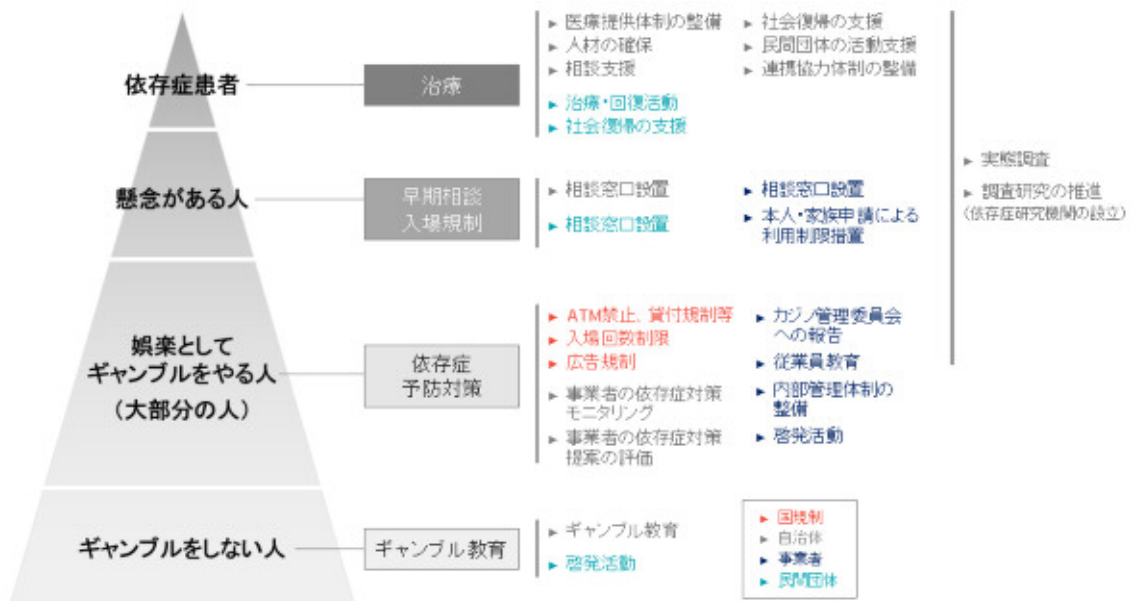 依存症患者
治療
▶ 医療提供体制の整備
▶ 人材の確保
▶ 相談支援
▶ 治療・回復活動
▶ 社会復帰の支援
▶ 社会復帰の支援
▶ 民間団体の活動支援
▶ 連携協力体制の整備
懸念がある人
早期相談
入場規制
▶ 相談窓口設置
▶ 相談窓口設置
▶ 相談窓口設置
▶ 本人・家族申請による
利用制限措置
▶ 実態調査
▶ 調査研究の推進
(依存症研究機関の設立)
娯楽として
ギャンブルをやる人
(大部分の人)
依存症
予防対策
▶ ATM禁止、貸付規制等
▶ 入場回数制限
▶ 広告規制
▶ 事業者の依存症対策
モニタリング
▶ 事業者の依存症対策
提案の評価
▶ カジノ管理委員会
への報告
▶ 従業員教育
▶ 内部管理体制の
整備
▶ 啓発活動
ギャンブルをしない人
ギャンブル教育
▶ ギャンブル教育
▶ 啓発活動
▶ 国規制
▶ 自治体
▶ 事業者
▶ 民間団体